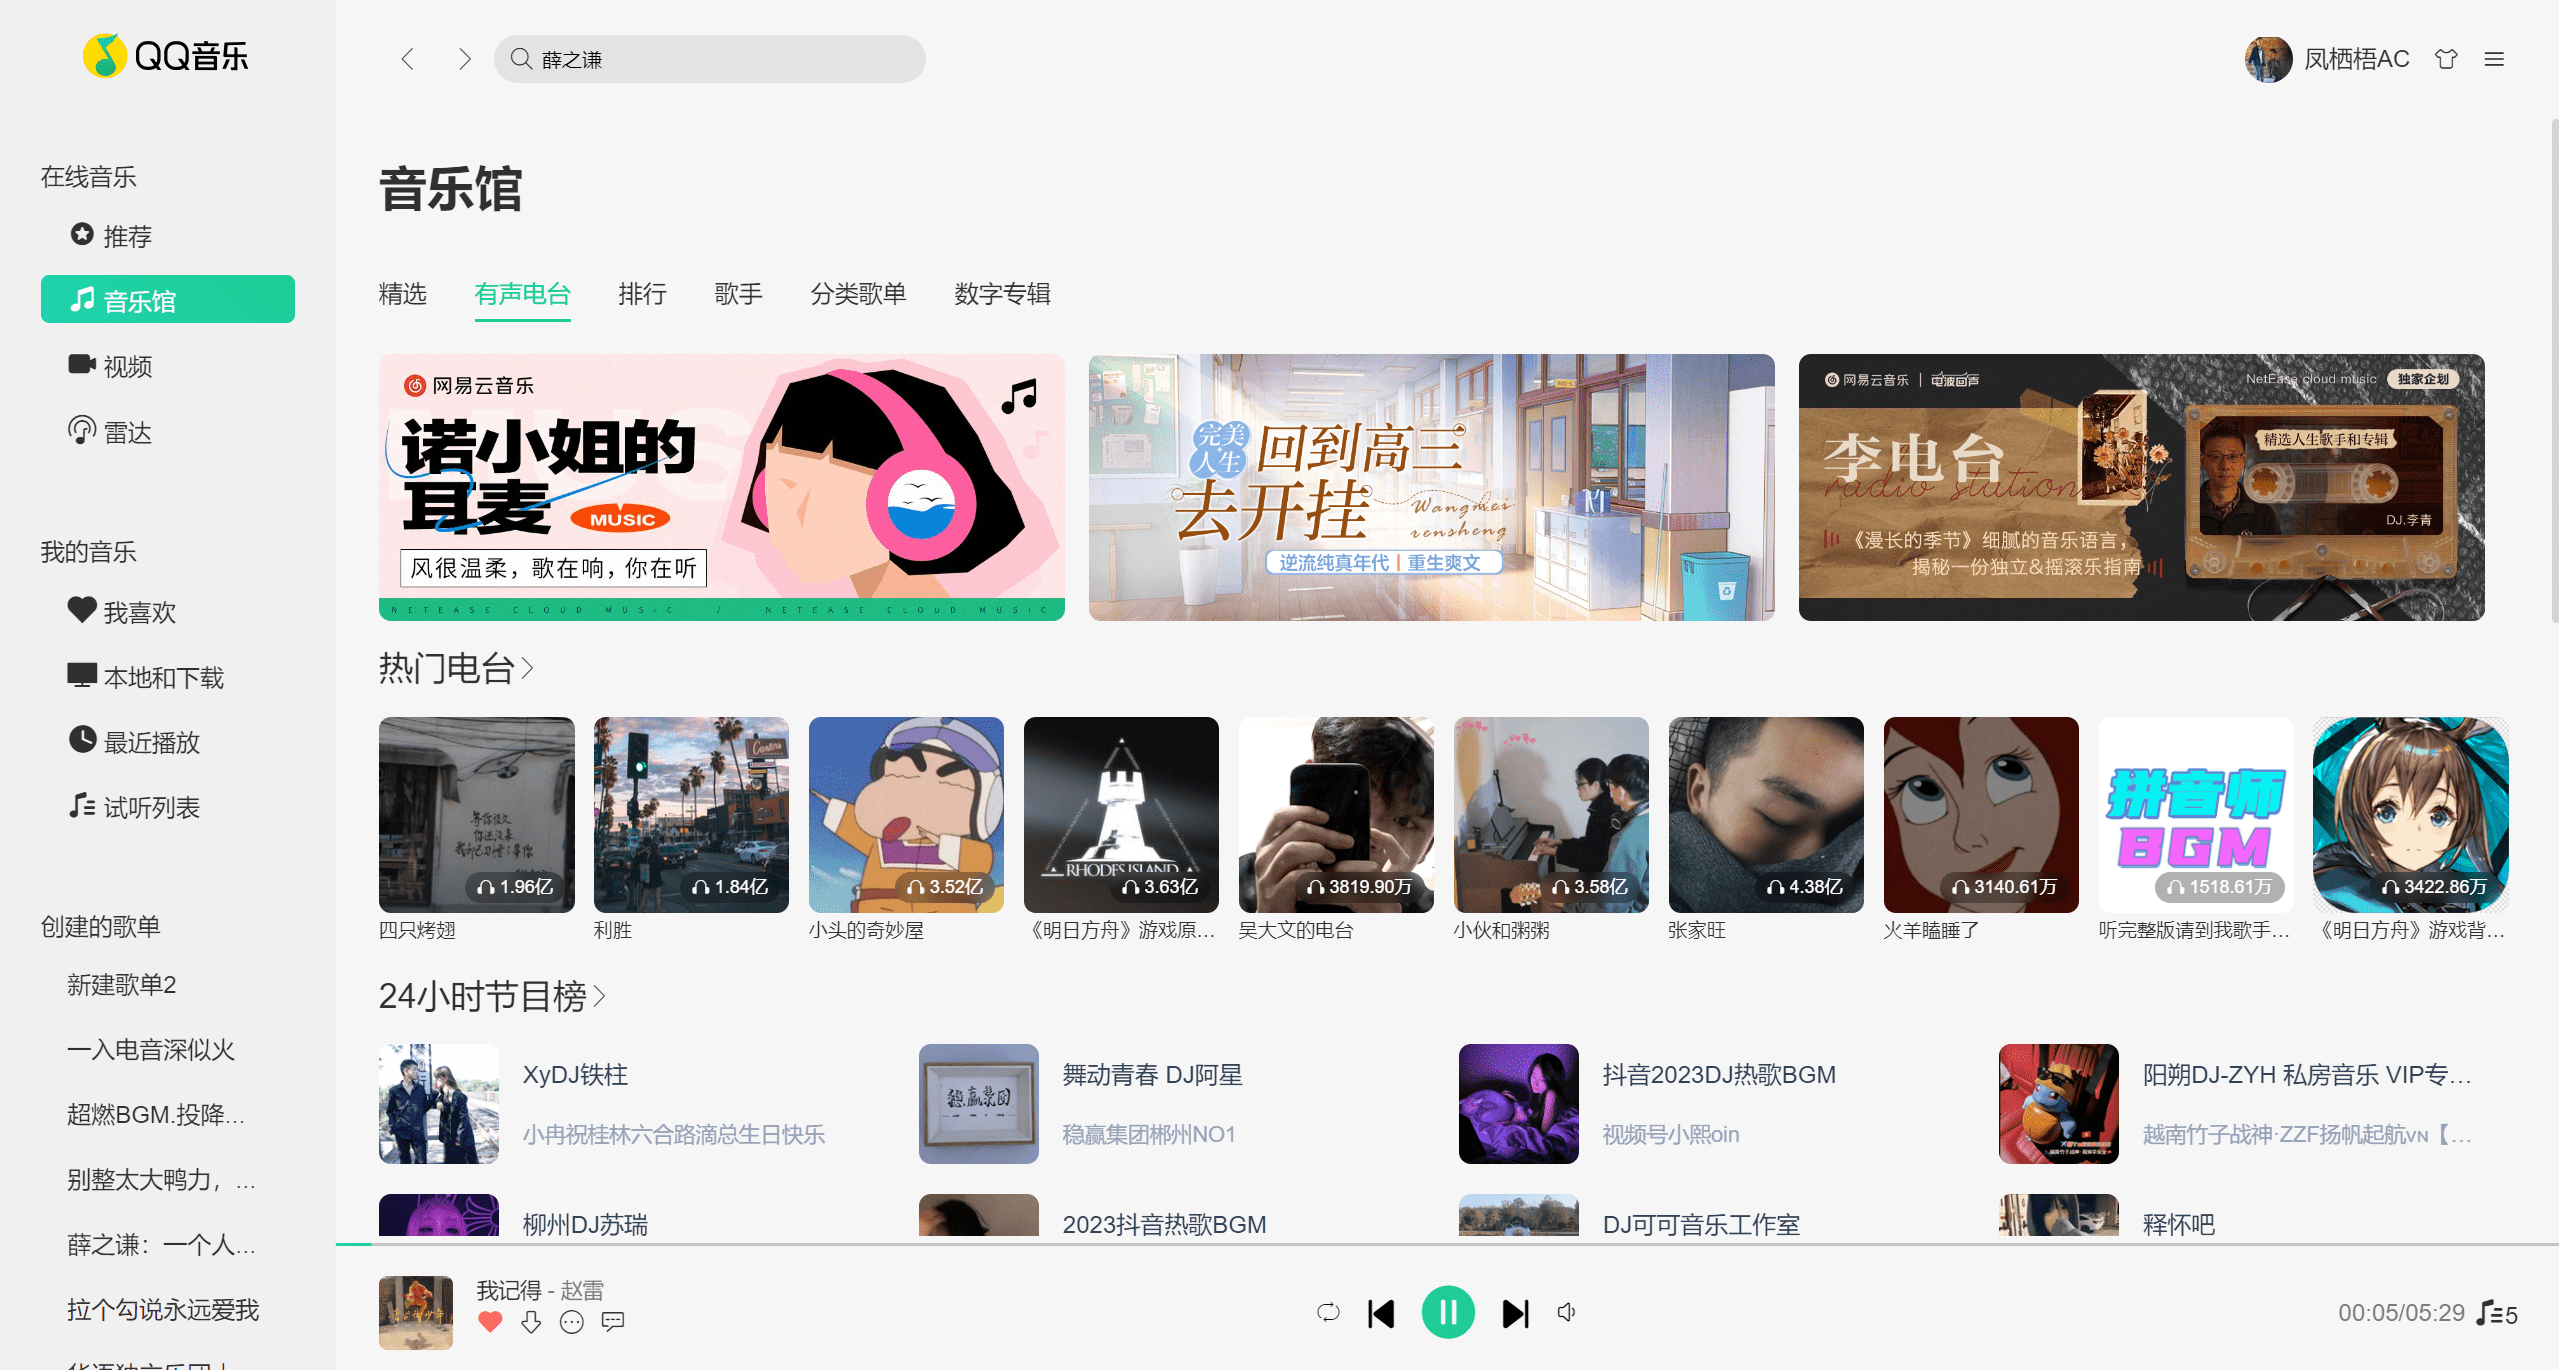 QQ音乐
薛之谦
凤栖梧AC
在线音乐
推荐
音乐馆
视频
雷达
我的音乐
我喜欢
本地和下载
最近播放
试听列表
创建的歌单
新建歌单2
一入电音深似火
超燃BGM.投降...
别整太大鸭力，...
薛之谦：一个人...
拉个勾说永远爱我
音乐馆
精选
有声电台
排行
歌手
分类歌单
数字专辑
网易云音乐
诺小姐的
耳麦
MUSIC
风很温柔，歌在响，你在听
NETEASE CLOUD MUSIC / NETEASE CLOUD MUSIC
完美
人生
回到高三
去开挂
Wangmei
rensheng
逆流纯真年代 | 重生爽文
网易云音乐 | 电波回声
NetEase cloud music
独家企划
李电台
radio station
精选人生歌手和专辑
DJ.李青
《漫长的季节》细腻的音乐语言，
揭秘一份独立&摇滚乐指南
热门电台
1.96亿
四只烤翅
1.84亿
利胜
3.52亿
小头的奇妙屋
RHODES ISLAND
3.63亿
《明日方舟》游戏原...
3819.90万
吴大文的电台
3.58亿
小伙和粥粥
4.38亿
张家旺
3140.61万
火羊瞌睡了
拼音师
BGM
1518.61万
听完整版请到我歌手...
3422.86万
《明日方舟》游戏背...
24小时节目榜
XyDJ铁柱
小冉祝桂林六合路滴总生日快乐
稳赢集团
舞动青春 DJ阿星
稳赢集团郴州NO1
抖音2023DJ热歌BGM
视频号小熙oin
阳朔DJ-ZYH 私房音乐 VIP专...
越南竹子战神·ZZF扬帆起航ᴠɴ【...
柳州DJ苏瑞
2023抖音热歌BGM
DJ可可音乐工作室
释怀吧
我记得 - 赵雷
00:05/05:29
5